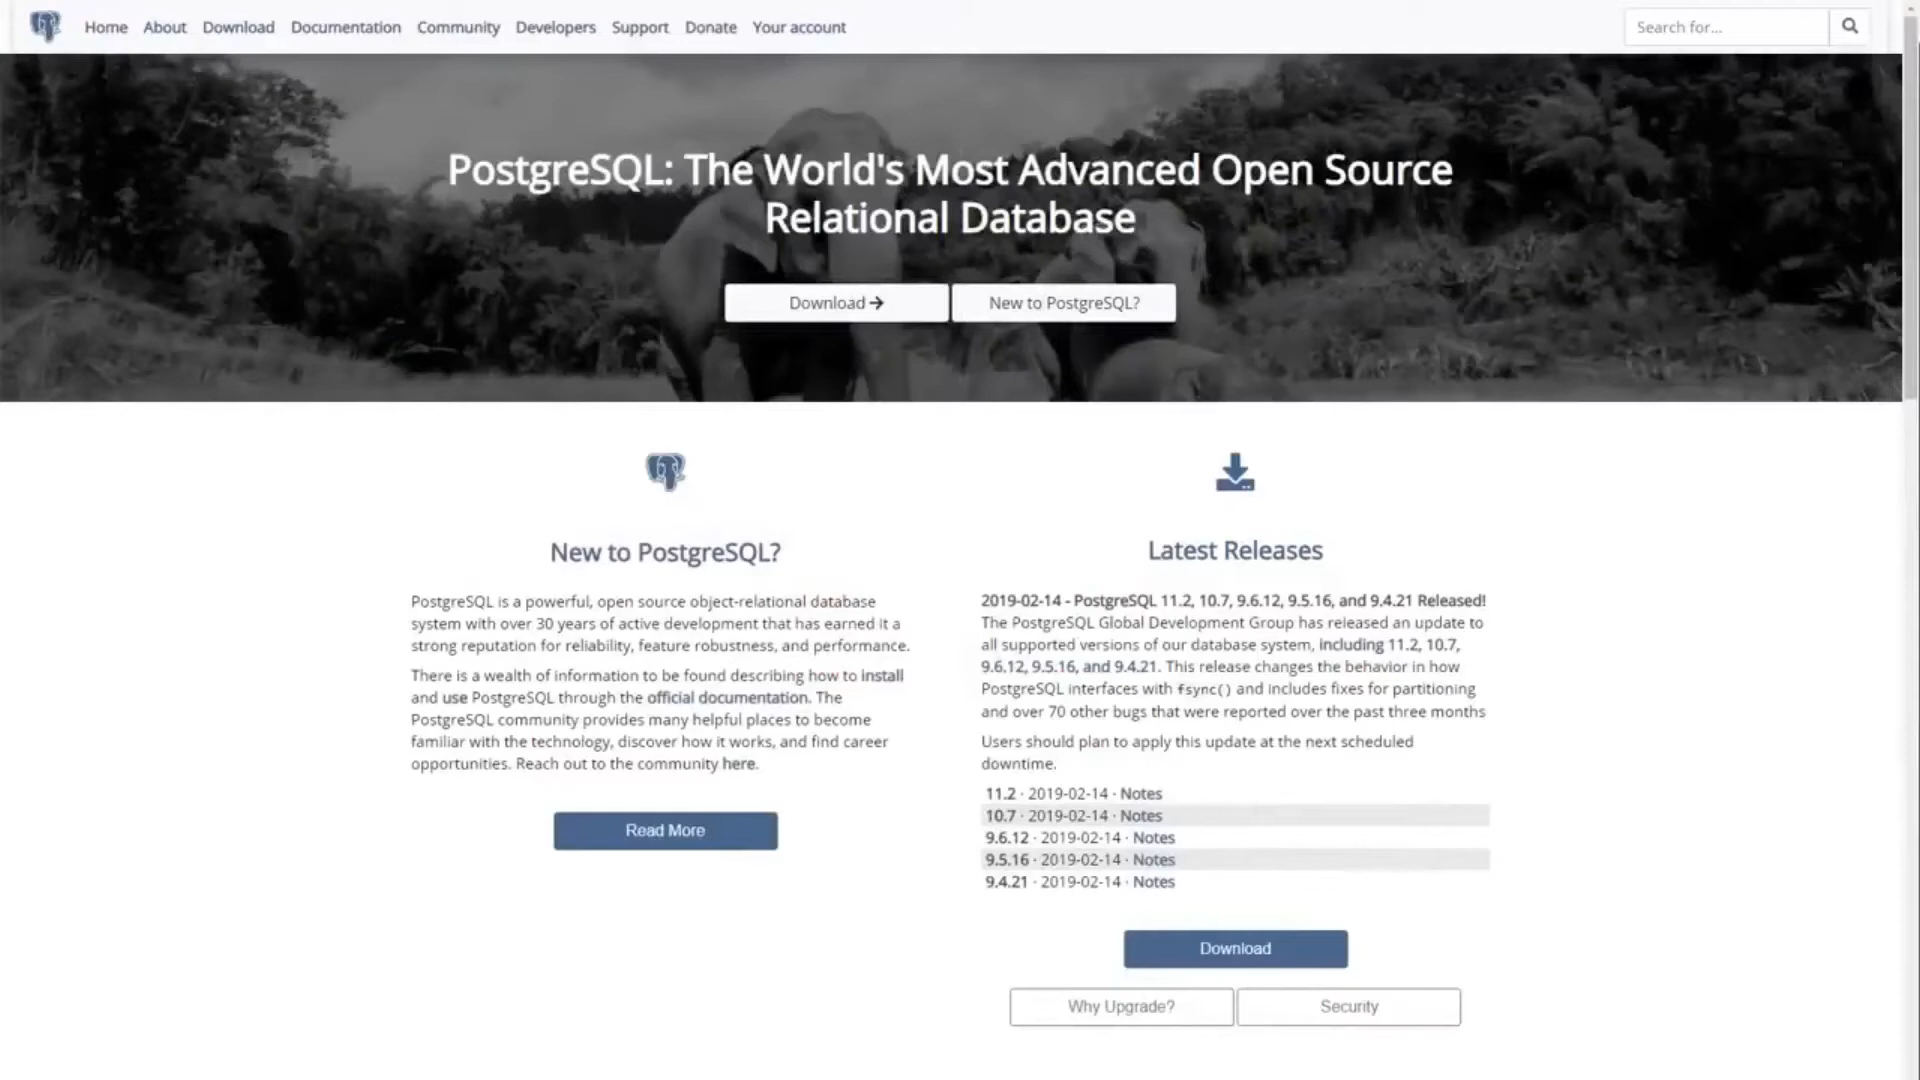 Home About Download Documentation Community Developers Support Donate Your account
Search for...
PostgreSQL: The World's Most Advanced Open Source
Relational Database
Download →
New to PostgreSQL?
New to PostgreSQL?
PostgreSQL is a powerful, open source object-relational database
system with over 30 years of active development that has earned it a
strong reputation for reliability, feature robustness, and performance.
There is a wealth of information to be found describing how to install
and use PostgreSQL through the official documentation. The
PostgreSQL community provides many helpful places to become
familiar with the technology, discover how it works, and find career
opportunities. Reach out to the community here.
Read More
Latest Releases
2019-02-14 - PostgreSQL 11.2, 10.7, 9.6.12, 9.5.16, and 9.4.21 Released!
The PostgreSQL Global Development Group has released an update to
all supported versions of our database system, including 11.2, 10.7,
9.6.12, 9.5.16, and 9.4.21. This release changes the behavior in how
PostgreSQL interfaces with fsync() and includes fixes for partitioning
and over 70 other bugs that were reported over the past three months
Users should plan to apply this update at the next scheduled
downtime.
11.2 · 2019-02-14 · Notes
10.7 · 2019-02-14 · Notes
9.6.12 · 2019-02-14 · Notes
9.5.16 · 2019-02-14 · Notes
9.4.21 · 2019-02-14 · Notes
Download
Why Upgrade?
Security